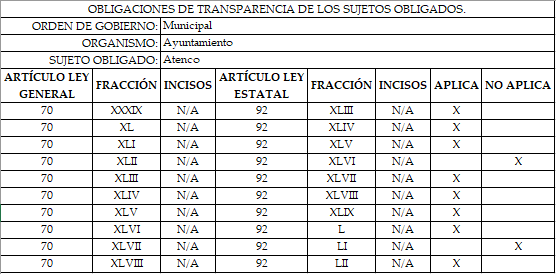 OBLIGACIONES DE TRANSPARENCIA DE LOS SUJETOS OBLIGADOS.
ORDEN DE GOBIERNO: Municipal
ORGANISMO: Ayuntamiento
SUJETO OBLIGADO: Atenco
ARTÍCULO LEY GENERAL FRACCIÓN INCISOS ARTÍCULO LEY ESTATAL FRACCIÓN INCISOS APLICA NO APLICA
70 XXXIX N/A 92 XLIII N/A X
70 XL N/A 92 XLIV N/A X
70 XLI N/A 92 XLV N/A X
70 XLII N/A 92 XLVI N/A X
70 XLIII N/A 92 XLVII N/A X
70 XLIV N/A 92 XLVIII N/A X
70 XLV N/A 92 XLIX N/A X
70 XLVI N/A 92 L N/A X
70 XLVII N/A 92 LI N/A X
70 XLVIII N/A 92 LII N/A X